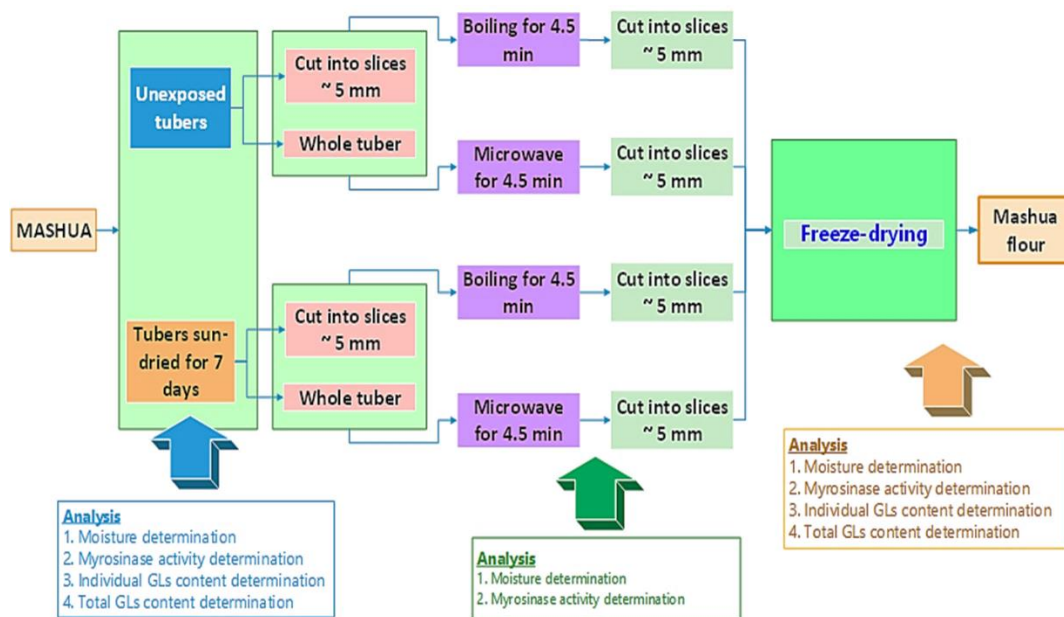 MASHUA
Unexposed
tubers
Cut into slices
~ 5 mm
Whole tuber
Boiling for 4.5
min
Cut into slices
~ 5 mm
Microwave
for 4.5 min
Cut into slices
~ 5 mm
Tubers sun-
dried for 7
days
Cut into slices
~ 5 mm
Whole tuber
Boiling for 4.5
min
Cut into slices
~ 5 mm
Microwave
for 4.5 min
Cut into slices
~ 5 mm
Freeze-drying
Mashua
flour
Analysis
1. Moisture determination
2. Myrosinase activity determination
3. Individual GLs content determination
4. Total GLs content determination
Analysis
1. Moisture determination
2. Myrosinase activity determination
Analysis
1. Moisture determination
2. Myrosinase activity determination
3. Individual GLs content determination
4. Total GLs content determination